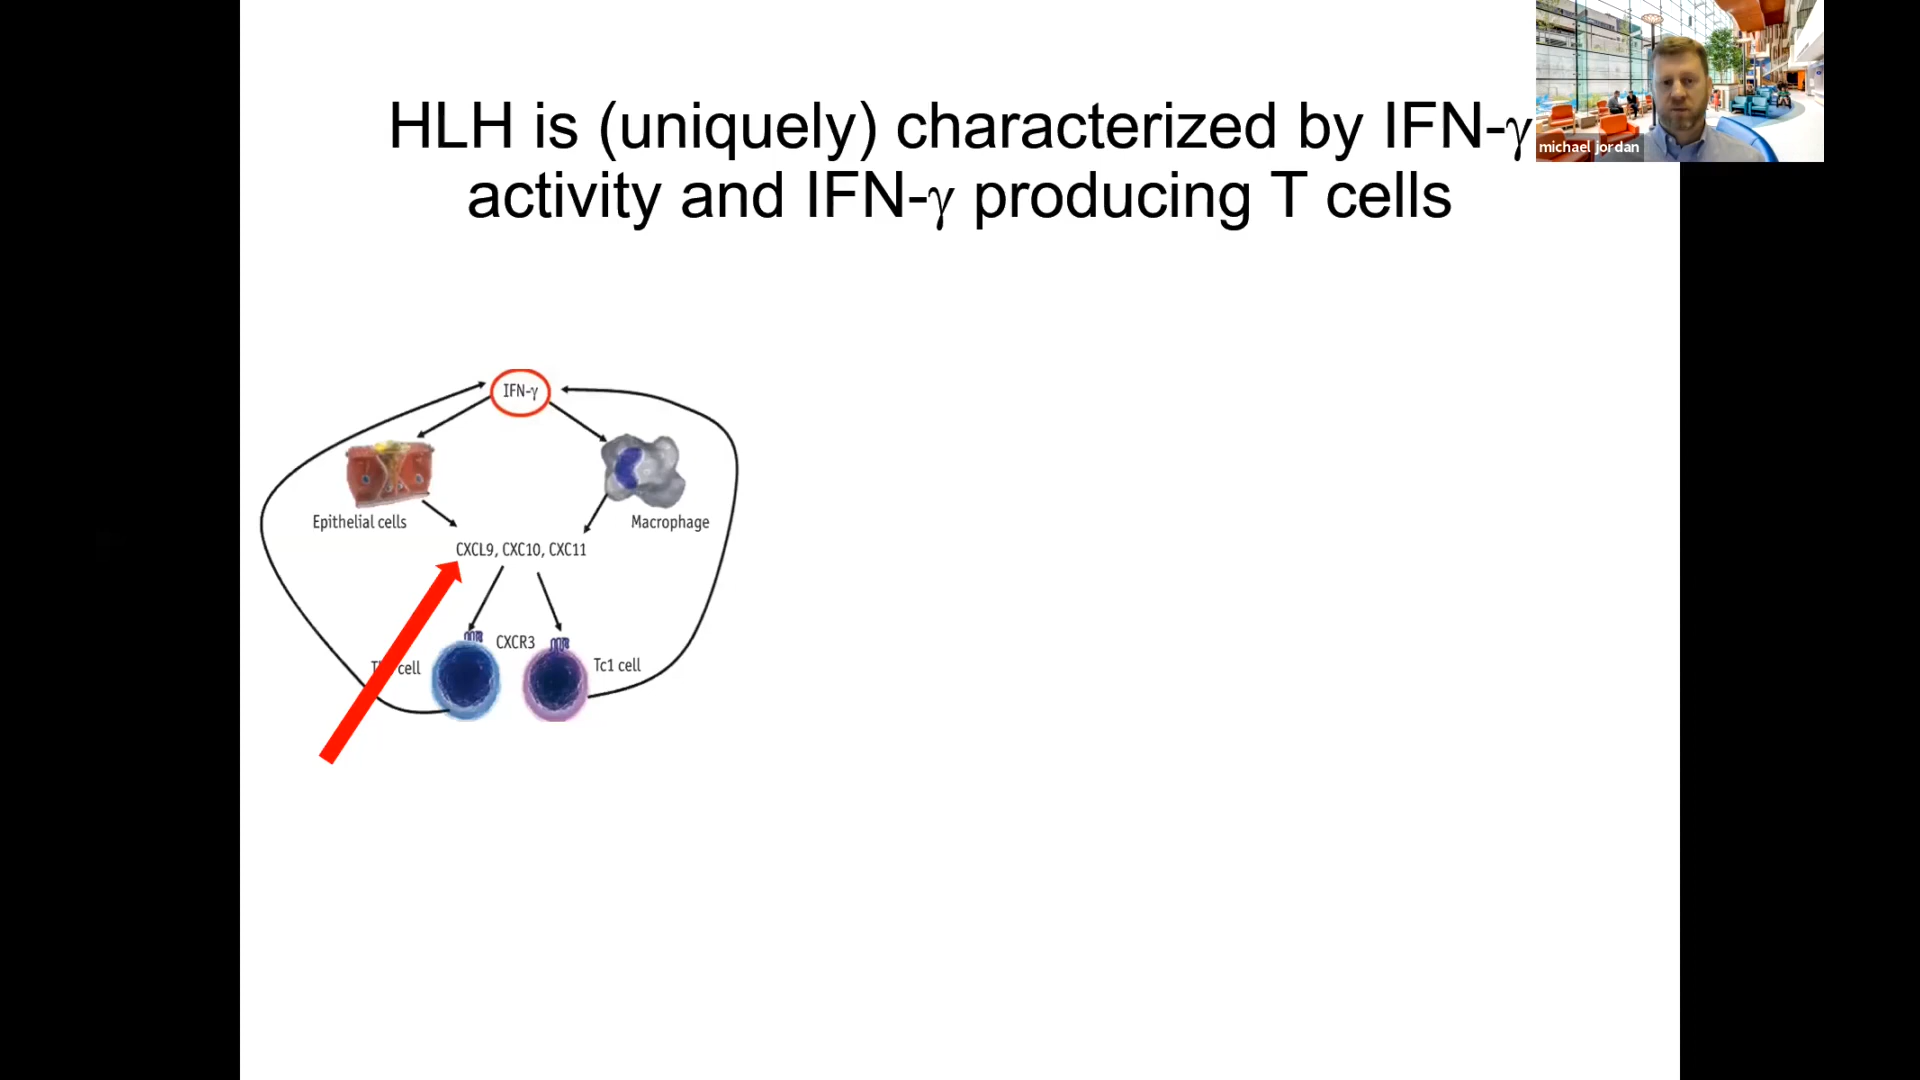 HLH is (uniquely) characterized by IFN-γ
activity and IFN-γ producing T cells
michael jordan
IFN-γ
Epithelial cells
Macrophage
CXCL9, CXC10, CXC11
CXCR3
cell
Tc1 cell